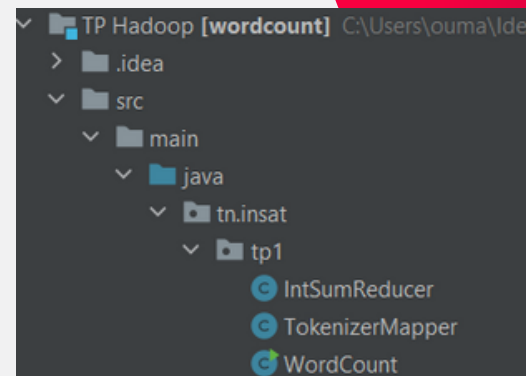 TP Hadoop [wordcount] C:\Users\ouma\Ide
.idea
src
main
java
tn.insat
tp1
IntSumReducer
TokenizerMapper
WordCount